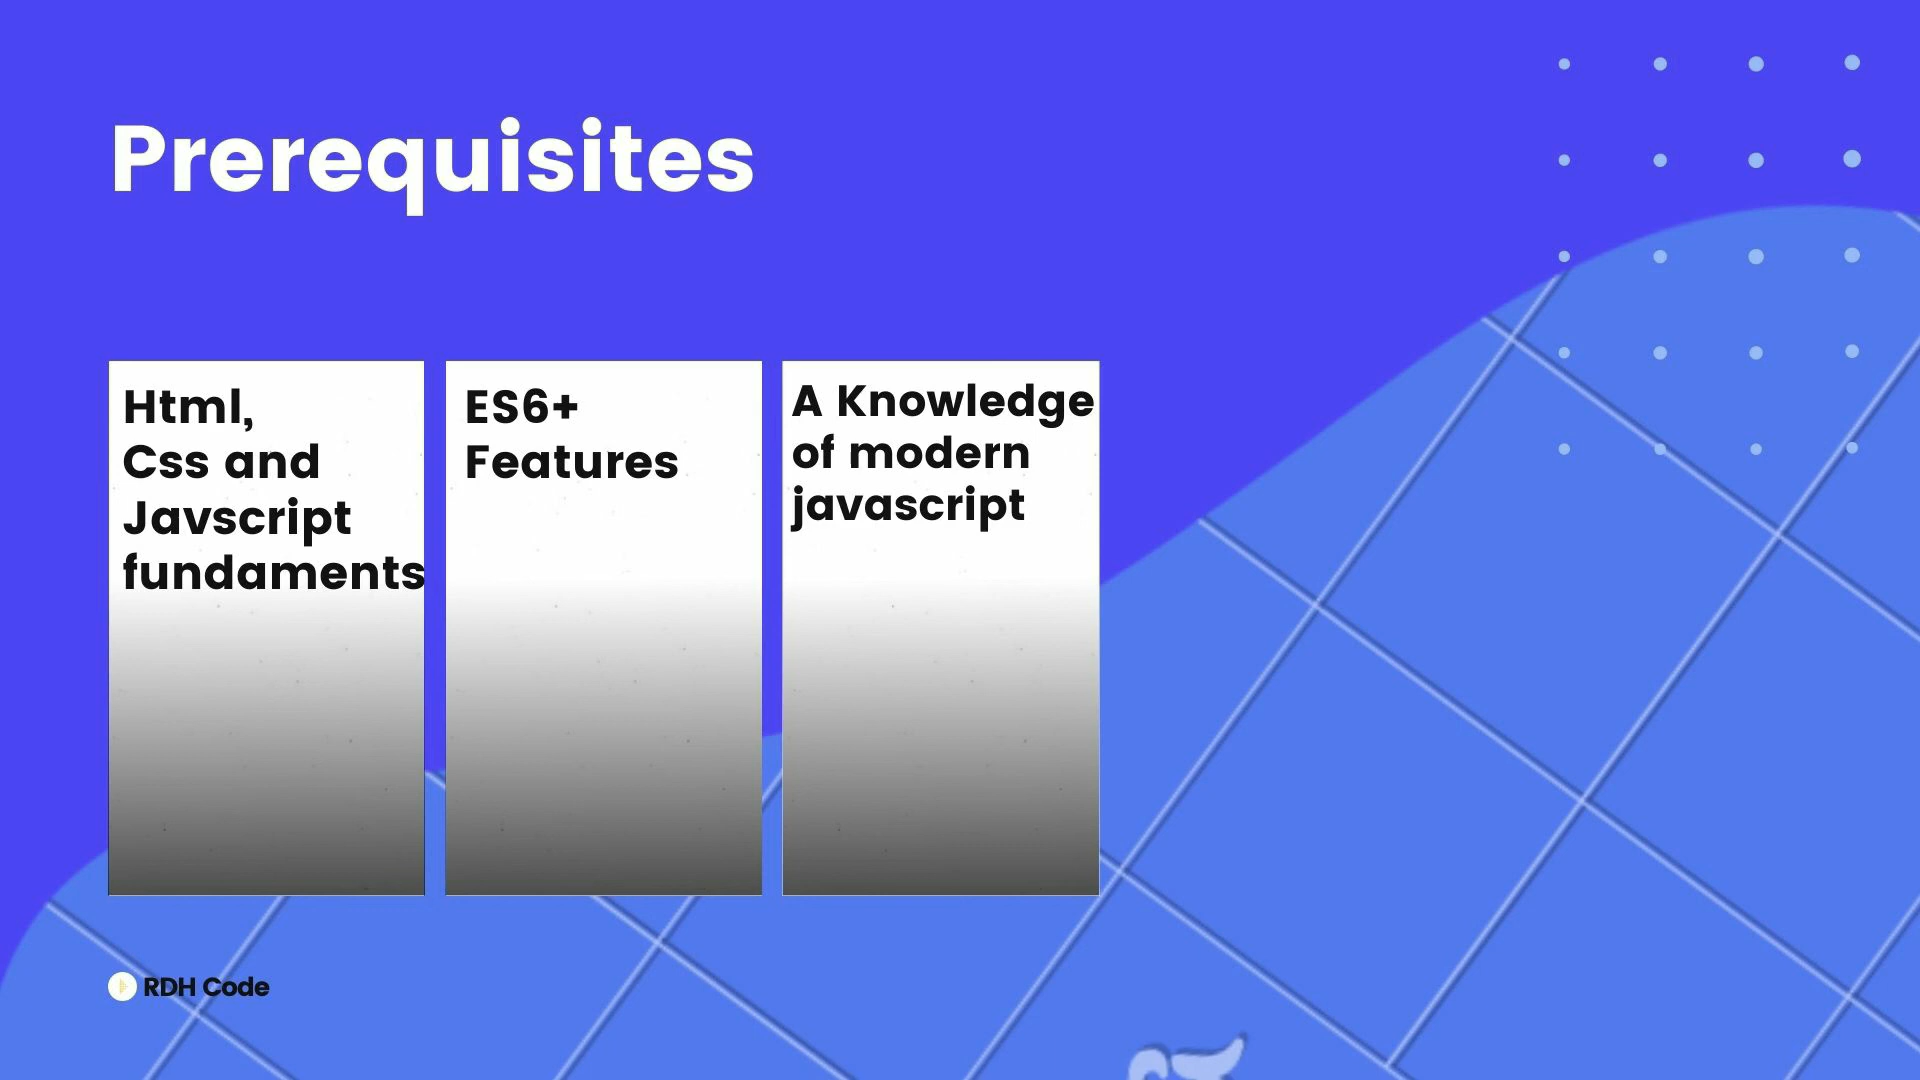 Prerequisites
Html,
Css and
Javscript
fundaments
ES6+
Features
A Knowledge
of modern
javascript
RDH Code